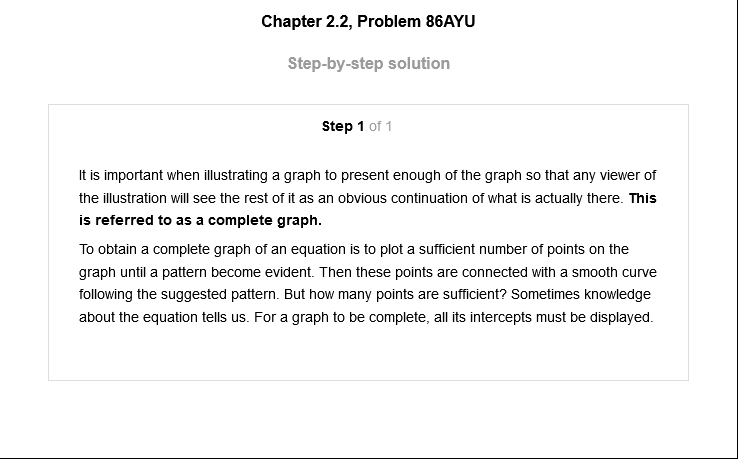 Chapter 2.2, Problem 86AYU
Step-by-step solution
Step 1 of 1
It is important when illustrating a graph to present enough of the graph so that any viewer of
the illustration will see the rest of it as an obvious continuation of what is actually there. This
is referred to as a complete graph.
To obtain a complete graph of an equation is to plot a sufficient number of points on the
graph until a pattern become evident. Then these points are connected with a smooth curve
following the suggested pattern. But how many points are sufficient? Sometimes knowledge
about the equation tells us. For a graph to be complete, all its intercepts must be displayed.